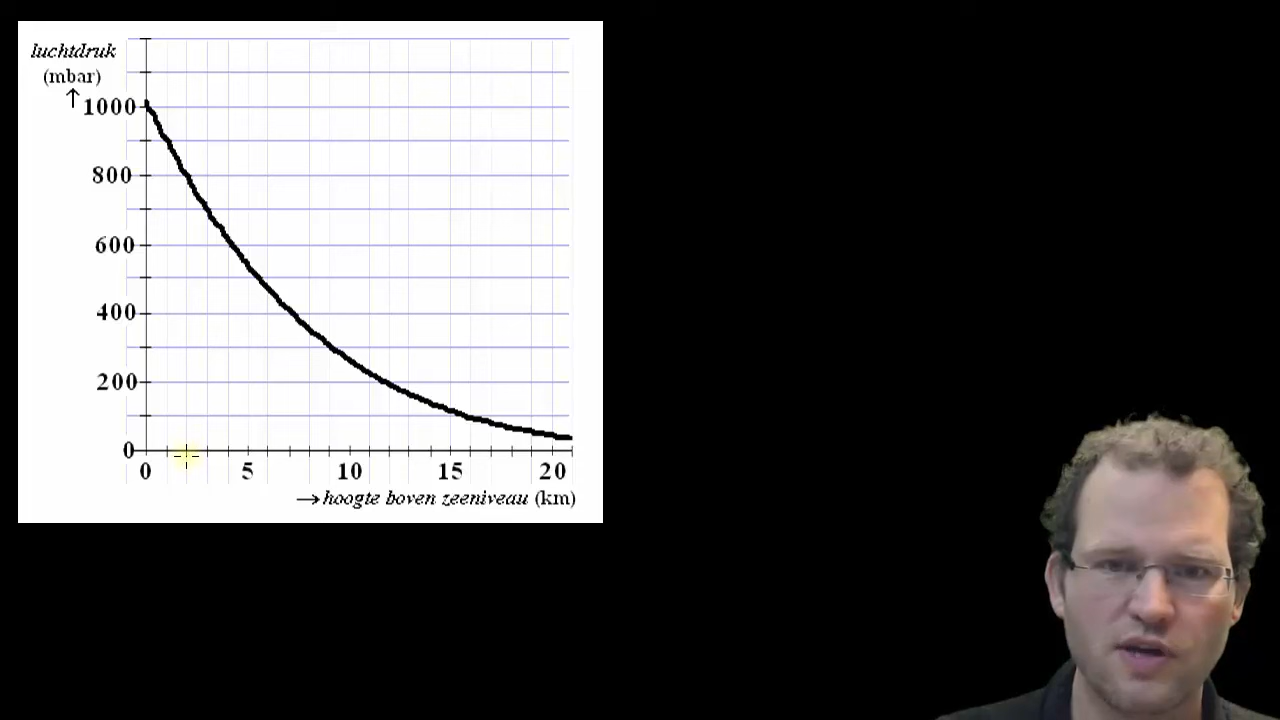 luchtdruk
(mbar)
↑
1000
800
600
400
200
0
0 5 10 15 20
→hoogte boven zeeniveau (km)